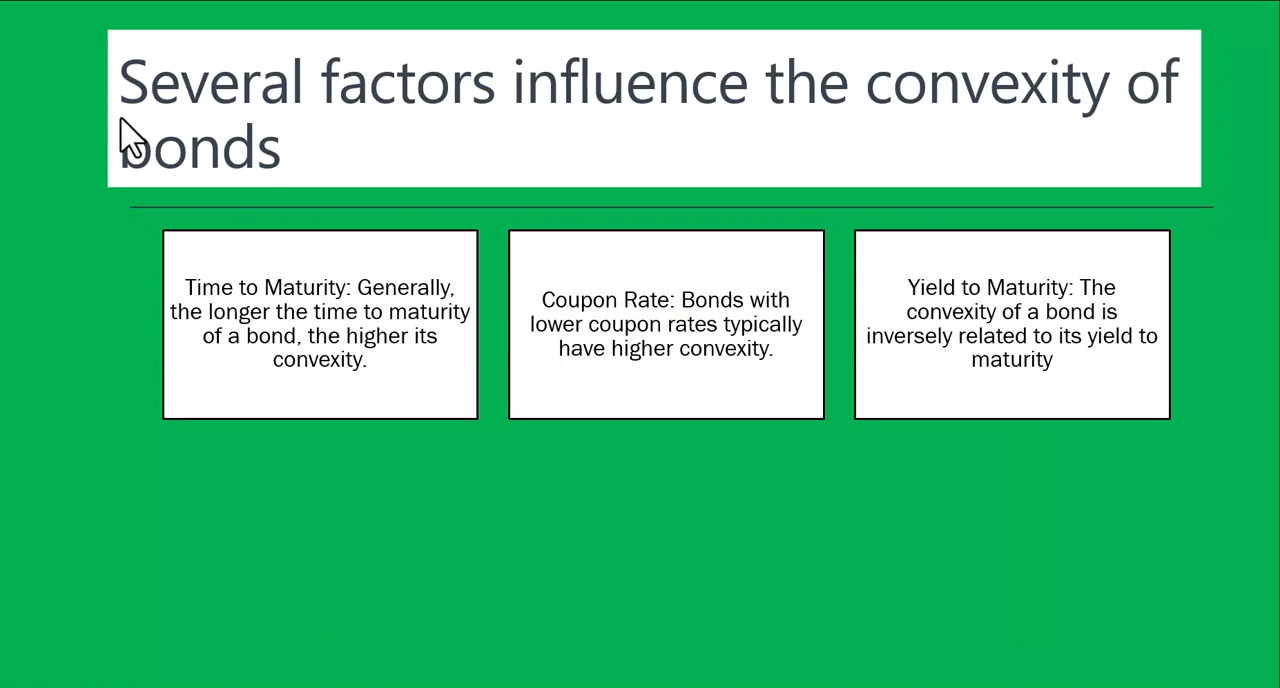 Several factors influence the convexity of
bonds
Time to Maturity: Generally,
the longer the time to maturity
of a bond, the higher its
convexity.
Coupon Rate: Bonds with
lower coupon rates typically
have higher convexity.
Yield to Maturity: The
convexity of a bond is
inversely related to its yield to
maturity